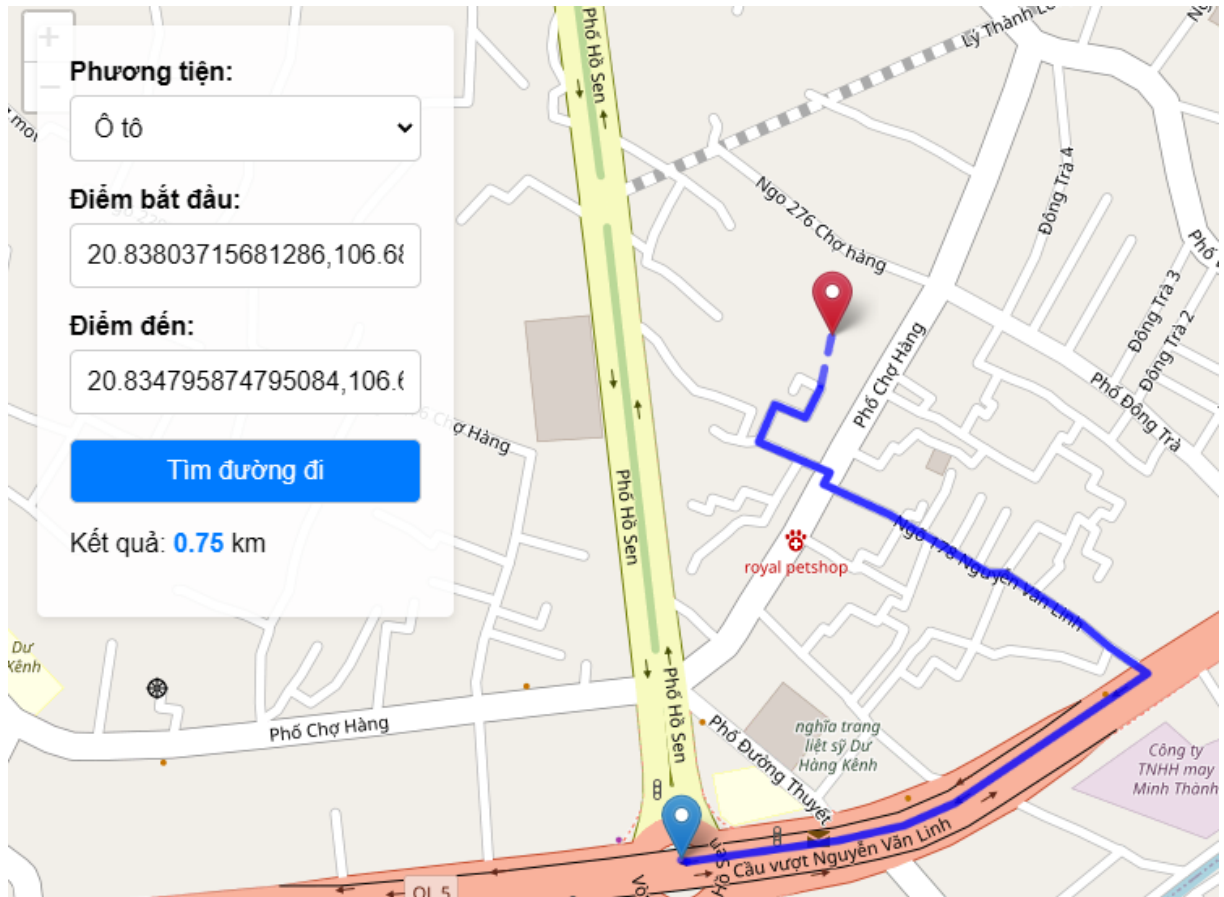 Phương tiện:
Ô tô
Điểm bắt đầu:
20.83803715681286,106.68
Điểm đến:
20.834795874795084,106.6
Tìm đường đi
Kết quả: 0.75 km
+
−
Phố Hồ Sen
Lý Thành
Ngo 276 Chợ hàng
Đông Trà 4
Đông Trà 3
Đông Trà 2
Phố Đông Trà
Phố Chợ Hàng
Chợ Hàng
Phố Hồ Sen
royal petshop
Ngõ 178 Nguyễn Văn Linh
Dư
Kênh
Phố Chợ Hàng
Phố Hồ Sen
Phố Đường Thuyết
nghĩa trang
liệt sỹ Dư
Hàng Kênh
Công ty
TNHH may
Minh Thành
Cầu vượt Nguyễn Văn Linh
QL 5